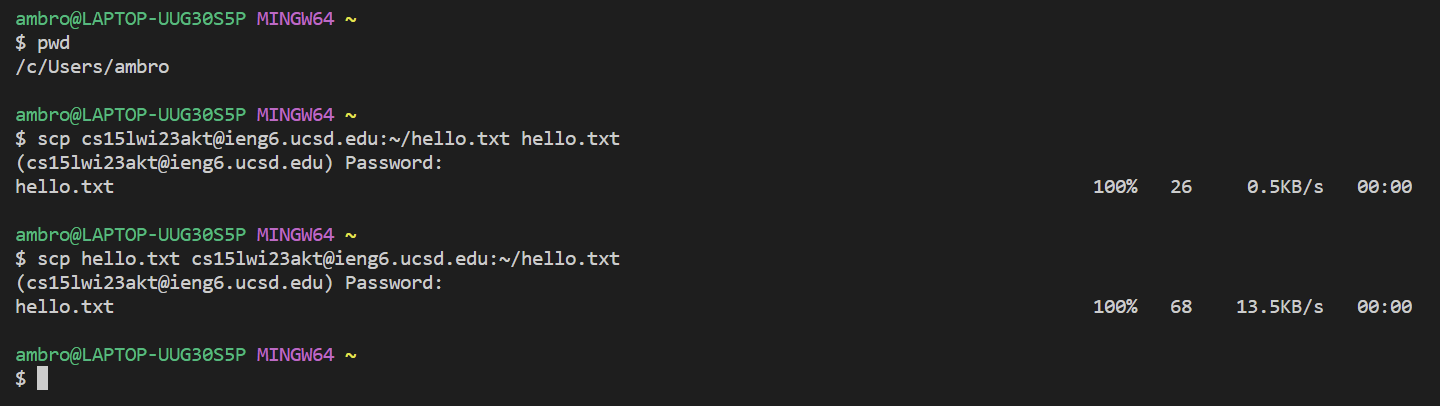 ambro@LAPTOP-UUG30S5P MINGW64 ~
$ pwd
/c/Users/ambro
ambro@LAPTOP-UUG30S5P MINGW64 ~
$ scp cs15lwi23akt@ieng6.ucsd.edu:~/hello.txt hello.txt
(cs15lwi23akt@ieng6.ucsd.edu) Password:
hello.txt 100% 26 0.5KB/s 00:00
ambro@LAPTOP-UUG30S5P MINGW64 ~
$ scp hello.txt cs15lwi23akt@ieng6.ucsd.edu:~/hello.txt
(cs15lwi23akt@ieng6.ucsd.edu) Password:
hello.txt 100% 68 13.5KB/s 00:00
ambro@LAPTOP-UUG30S5P MINGW64 ~
$